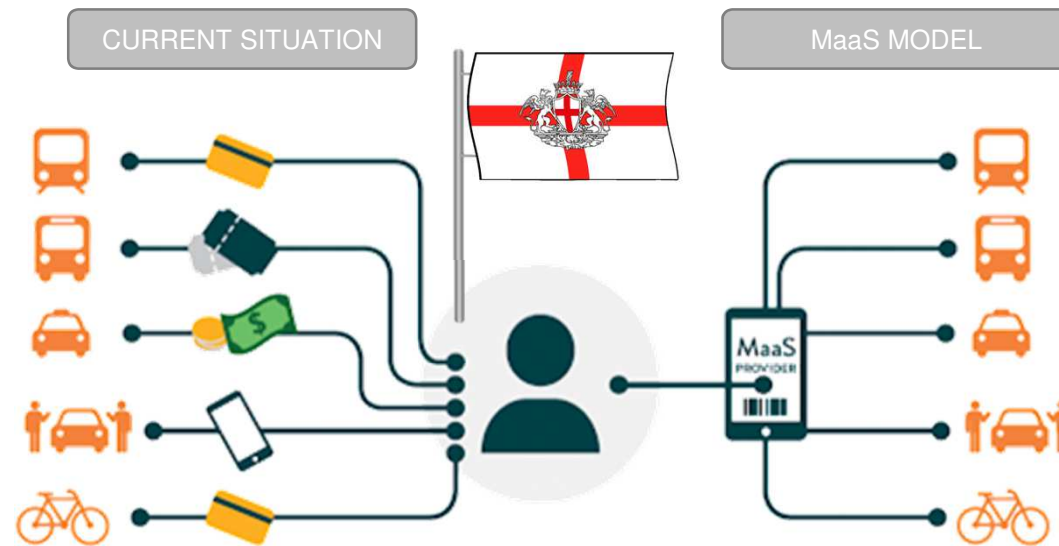 CURRENT SITUATION
MaaS MODEL
$
MaaS
PROVIDER